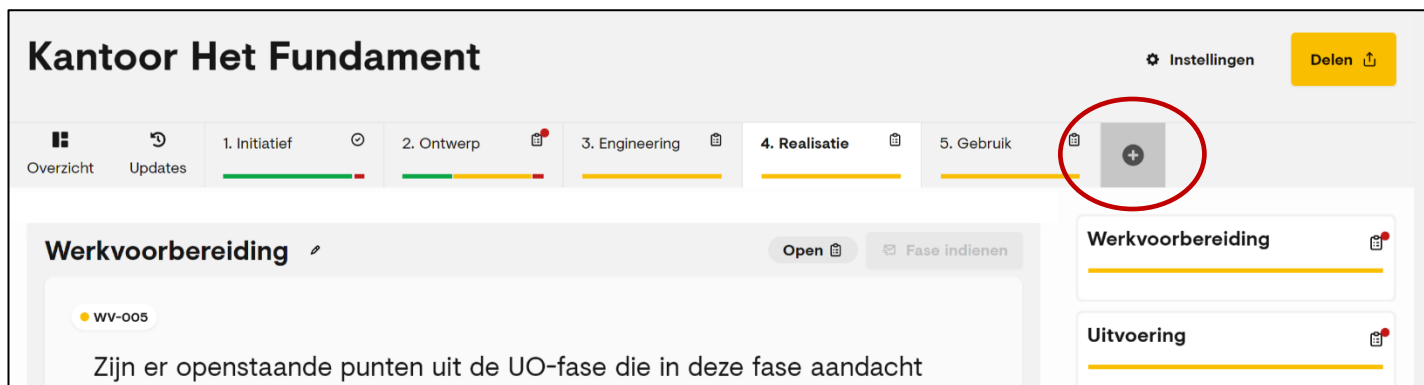 Kantoor Het Fundament
Instellingen
Delen
Overzicht
Updates
1. Initiatief
2. Ontwerp
3. Engineering
4. Realisatie
5. Gebruik
Werkvoorbereiding
Open
Fase indienen
WV-005
Zijn er openstaande punten uit de UO-fase die in deze fase aandacht
Werkvoorbereiding
Uitvoering